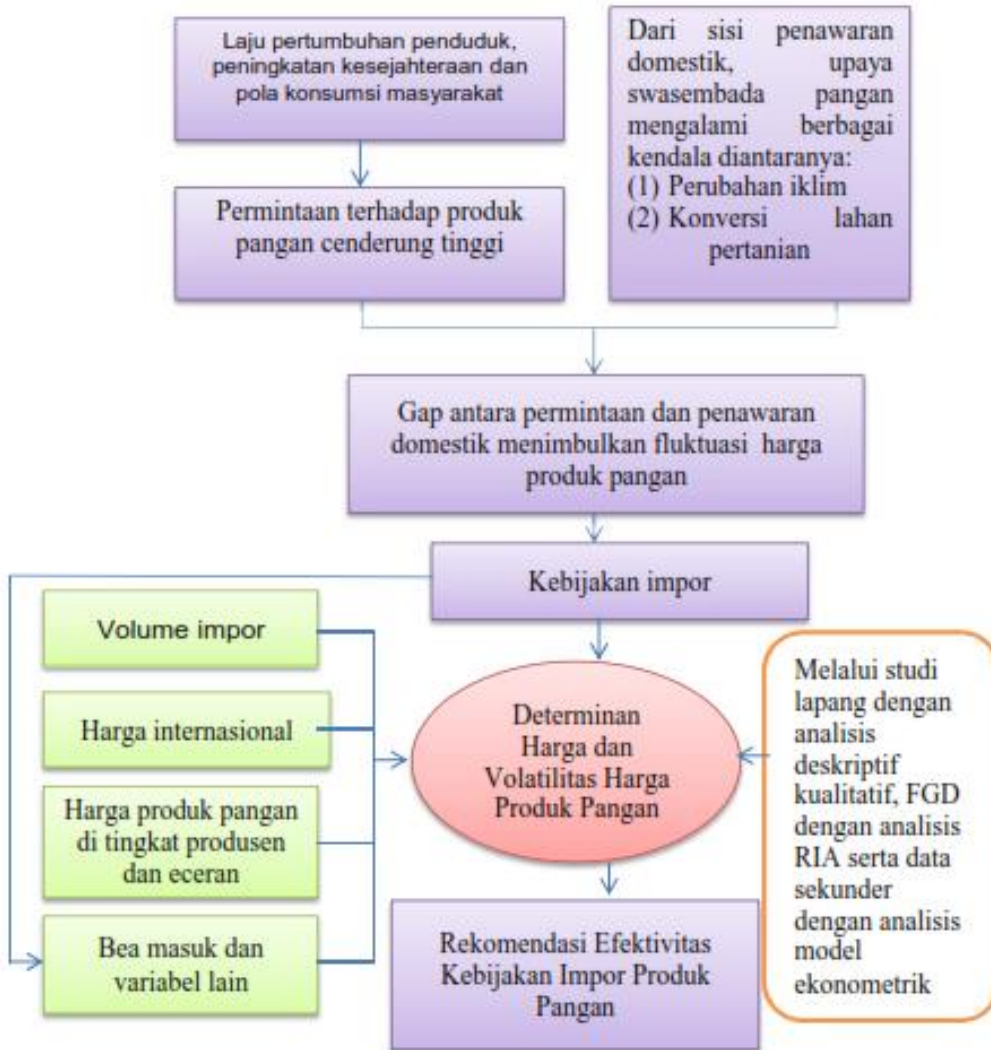 Laju pertumbuhan penduduk,
peningkatan kesejahteraan dan
pola konsumsi masyarakat
Dari sisi penawaran
domestik, upaya
swasembada pangan
mengalami berbagai
kendala diantaranya:
(1) Perubahan iklim
(2) Konversi lahan
pertanian
Permintaan terhadap produk
pangan cenderung tinggi
Gap antara permintaan dan penawaran
domestik menimbulkan fluktuasi harga
produk pangan
Kebijakan impor
Volume impor
Harga internasional
Harga produk pangan
di tingkat produsen
dan eceran
Bea masuk dan
variabel lain
Determinan
Harga dan
Volatilitas Harga
Produk Pangan
Melalui studi
lapang dengan
analisis
deskriptif
kualitatif, FGD
dengan analisis
RIA serta data
sekunder
dengan analisis
model
ekonometrik
Rekomendasi Efektivitas
Kebijakan Impor Produk
Pangan